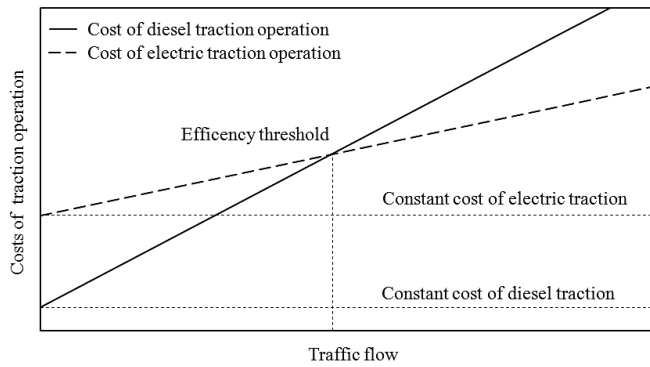 Cost of diesel traction operation
Cost of electric traction operation
Costs of traction operation
Efficency threshold
Constant cost of electric traction
Constant cost of diesel traction
Traffic flow